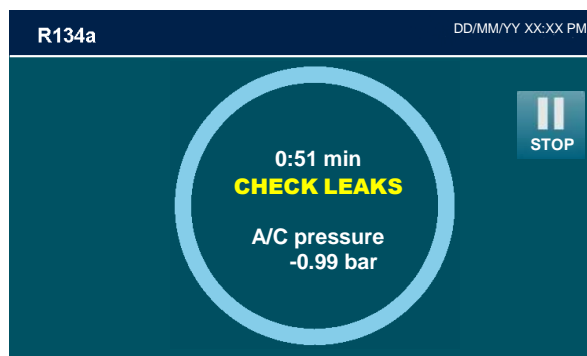 R134a
DD/MM/YY XX:XX PM
STOP
0:51 min
CHECK LEAKS
A/C pressure
-0.99 bar